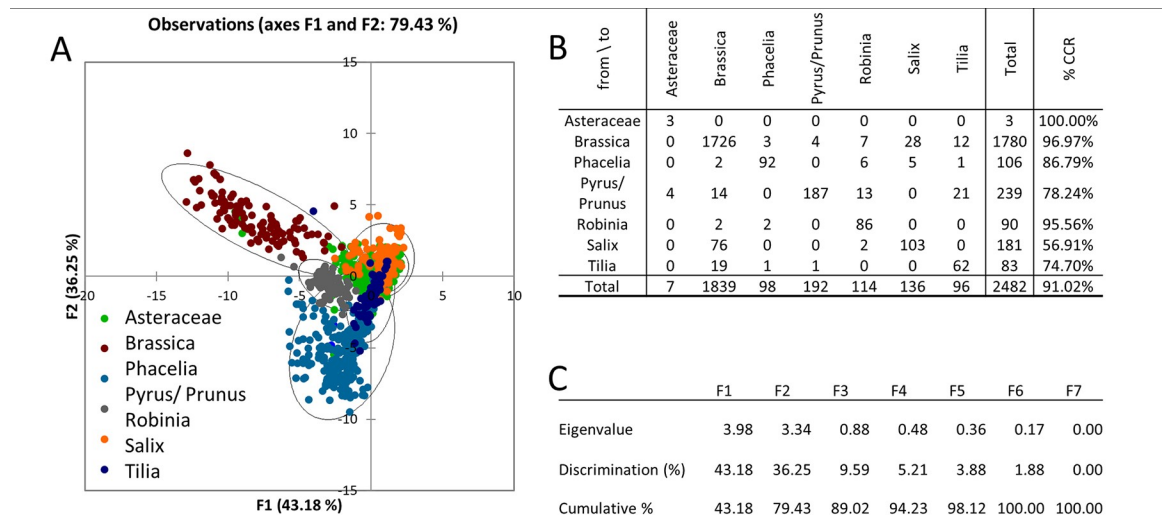 A
Observations (axes F1 and F2: 79.43 %)
15
10
5
0
-20 -15 -10 -5 0 5 10
-5
-10
-15
F2 (36.25 %)
F1 (43.18 %)
Asteraceae
Brassica
Phacelia
Pyrus/ Prunus
Robinia
Salix
Tilia
B
from \ to Asteraceae Brassica Phacelia Pyrus/Prunus Robinia Salix Tilia Total % CCR
Asteraceae 3 0 0 0 0 0 0 3 100.00%
Brassica 0 1726 3 4 7 28 12 1780 96.97%
Phacelia 0 2 92 0 6 5 1 106 86.79%
Pyrus/
Prunus 4 14 0 187 13 0 21 239 78.24%
Robinia 0 2 2 0 86 0 0 90 95.56%
Salix 0 76 0 0 2 103 0 181 56.91%
Tilia 0 19 1 1 0 0 62 83 74.70%
Total 7 1839 98 192 114 136 96 2482 91.02%
C
F1 F2 F3 F4 F5 F6 F7
Eigenvalue 3.98 3.34 0.88 0.48 0.36 0.17 0.00
Discrimination (%) 43.18 36.25 9.59 5.21 3.88 1.88 0.00
Cumulative % 43.18 79.43 89.02 94.23 98.12 100.00 100.00